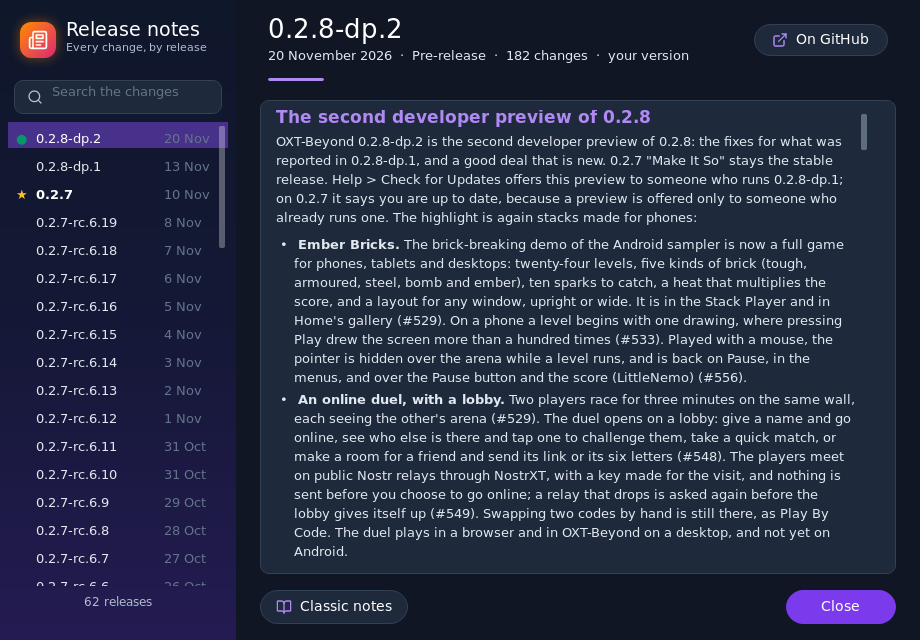 Release notes
Every change, by release
Search the changes
0.2.8-dp.2 20 Nov
0.2.8-dp.1 13 Nov
★ 0.2.7 10 Nov
0.2.7-rc.6.19 8 Nov
0.2.7-rc.6.18 7 Nov
0.2.7-rc.6.17 6 Nov
0.2.7-rc.6.16 5 Nov
0.2.7-rc.6.15 4 Nov
0.2.7-rc.6.14 3 Nov
0.2.7-rc.6.13 2 Nov
0.2.7-rc.6.12 1 Nov
0.2.7-rc.6.11 31 Oct
0.2.7-rc.6.10 31 Oct
0.2.7-rc.6.9 29 Oct
0.2.7-rc.6.8 28 Oct
0.2.7-rc.6.7 27 Oct
0.2.7-rc.6.6 26 Oct
62 releases
0.2.8-dp.2
20 November 2026 · Pre-release · 182 changes · your version
On GitHub
The second developer preview of 0.2.8
OXT-Beyond 0.2.8-dp.2 is the second developer preview of 0.2.8: the fixes for what was
reported in 0.2.8-dp.1, and a good deal that is new. 0.2.7 "Make It So" stays the stable
release. Help > Check for Updates offers this preview to someone who runs 0.2.8-dp.1;
on 0.2.7 it says you are up to date, because a preview is offered only to someone who
already runs one. The highlight is again stacks made for phones:
• Ember Bricks. The brick-breaking demo of the Android sampler is now a full game
for phones, tablets and desktops: twenty-four levels, five kinds of brick (tough,
armoured, steel, bomb and ember), ten sparks to catch, a heat that multiplies the
score, and a layout for any window, upright or wide. It is in the Stack Player and in
Home's gallery (#529). On a phone a level begins with one drawing, where pressing
Play drew the screen more than a hundred times (#533). Played with a mouse, the
pointer is hidden over the arena while a level runs, and is back on Pause, in the
menus, and over the Pause button and the score (LittleNemo) (#556).
• An online duel, with a lobby. Two players race for three minutes on the same wall,
each seeing the other's arena (#529). The duel opens on a lobby: give a name and go
online, see who else is there and tap one to challenge them, take a quick match, or
make a room for a friend and send its link or its six letters (#548). The players meet
on public Nostr relays through NostrXT, with a key made for the visit, and nothing is
sent before you choose to go online; a relay that drops is asked again before the
lobby gives itself up (#549). Swapping two codes by hand is still there, as Play By
Code. The duel plays in a browser and in OXT-Beyond on a desktop, and not yet on
Android.
Classic notes
Close